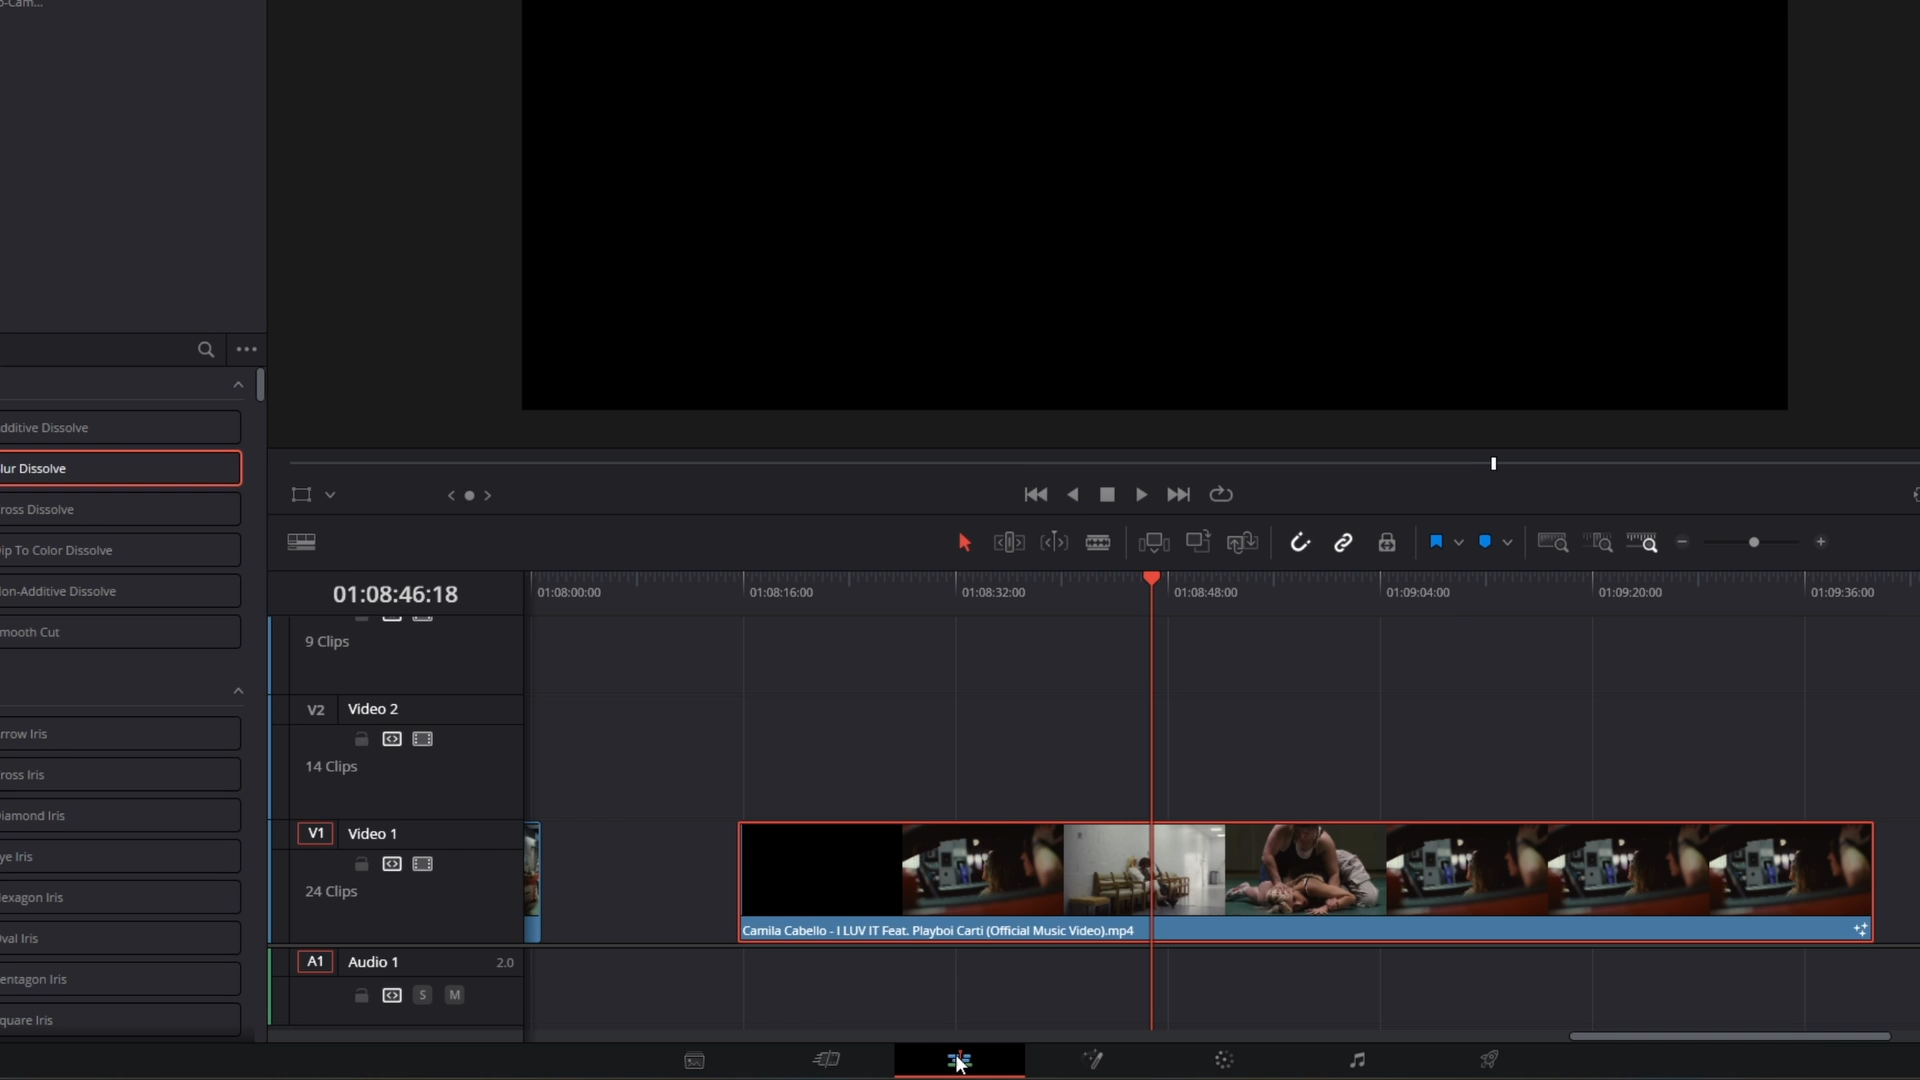 o-Cam...
dditive Dissolve
lur Dissolve
ross Dissolve
ip To Color Dissolve
on-Additive Dissolve
mooth Cut
rrow Iris
ross Iris
iamond Iris
ye Iris
exagon Iris
val Iris
entagon Iris
quare Iris
01:08:46:18
01:08:00:00
01:08:16:00
01:08:32:00
01:08:48:00
01:09:04:00
01:09:20:00
01:09:36:00
9 Clips
V2 Video 2
14 Clips
V1 Video 1
24 Clips
Camila Cabello - I LUV IT Feat. Playboi Carti (Official Music Video).mp4
A1 Audio 1 2.0
S M